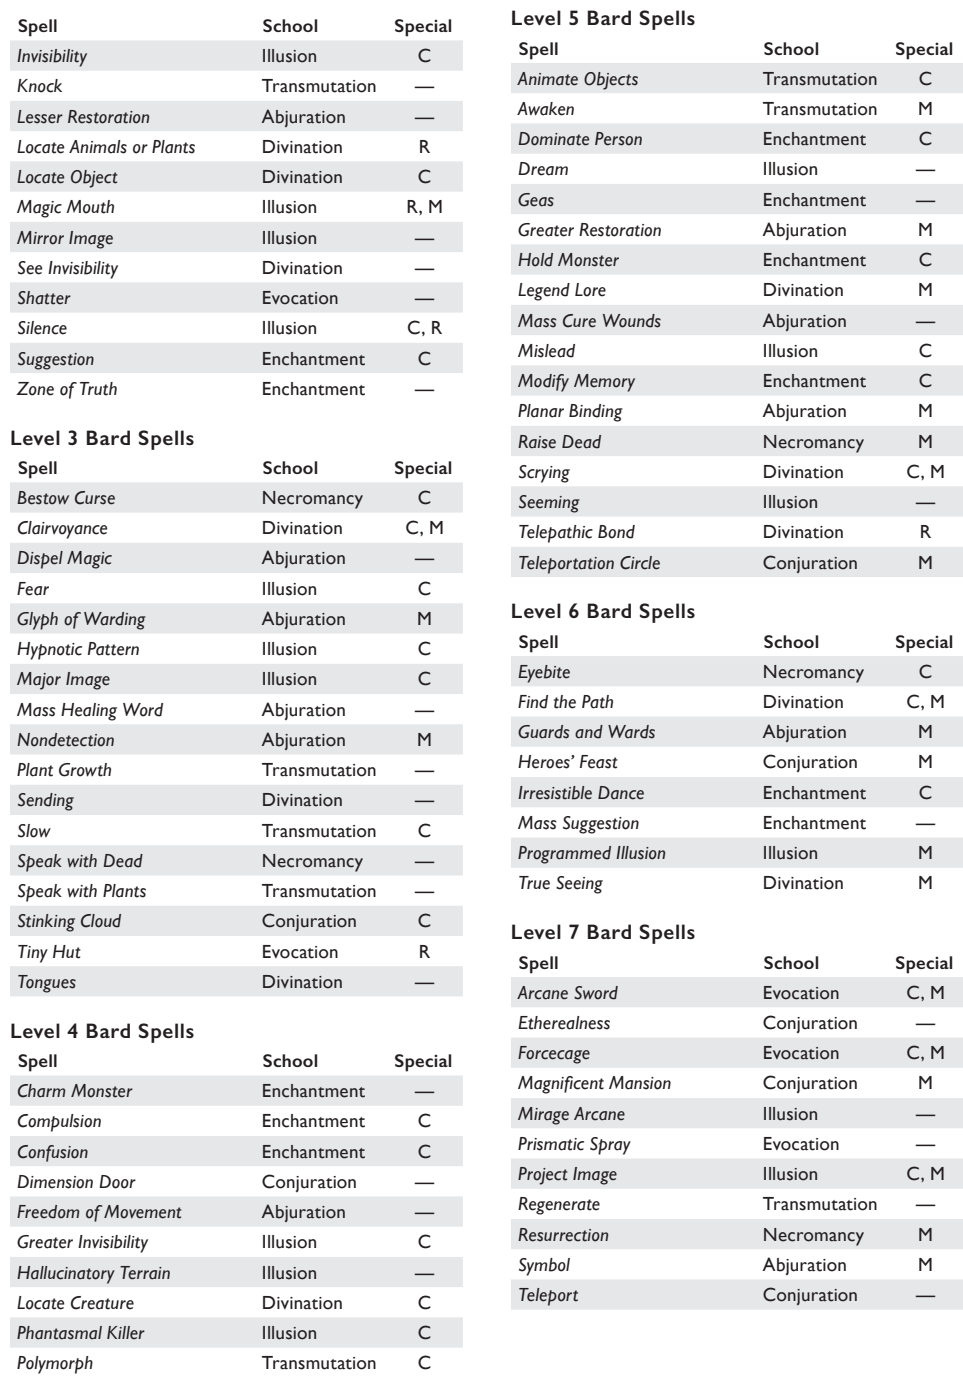 Spell School Special
Invisibility Illusion C
Knock Transmutation —
Lesser Restoration Abjuration —
Locate Animals or Plants Divination R
Locate Object Divination C
Magic Mouth Illusion R, M
Mirror Image Illusion —
See Invisibility Divination —
Shatter Evocation —
Silence Illusion C, R
Suggestion Enchantment C
Zone of Truth Enchantment —
Level 3 Bard Spells
Spell School Special
Bestow Curse Necromancy C
Clairvoyance Divination C, M
Dispel Magic Abjuration —
Fear Illusion C
Glyph of Warding Abjuration M
Hypnotic Pattern Illusion C
Major Image Illusion C
Mass Healing Word Abjuration —
Nondetection Abjuration M
Plant Growth Transmutation —
Sending Divination —
Slow Transmutation C
Speak with Dead Necromancy —
Speak with Plants Transmutation —
Stinking Cloud Conjuration C
Tiny Hut Evocation R
Tongues Divination —
Level 4 Bard Spells
Spell School Special
Charm Monster Enchantment —
Compulsion Enchantment C
Confusion Enchantment C
Dimension Door Conjuration —
Freedom of Movement Abjuration —
Greater Invisibility Illusion C
Hallucinatory Terrain Illusion —
Locate Creature Divination C
Phantasmal Killer Illusion C
Polymorph Transmutation C
Level 5 Bard Spells
Spell School Special
Animate Objects Transmutation C
Awaken Transmutation M
Dominate Person Enchantment C
Dream Illusion —
Geas Enchantment —
Greater Restoration Abjuration M
Hold Monster Enchantment C
Legend Lore Divination M
Mass Cure Wounds Abjuration —
Mislead Illusion C
Modify Memory Enchantment C
Planar Binding Abjuration M
Raise Dead Necromancy M
Scrying Divination C, M
Seeming Illusion —
Telepathic Bond Divination R
Teleportation Circle Conjuration M
Level 6 Bard Spells
Spell School Special
Eyebite Necromancy C
Find the Path Divination C, M
Guards and Wards Abjuration M
Heroes’ Feast Conjuration M
Irresistible Dance Enchantment C
Mass Suggestion Enchantment —
Programmed Illusion Illusion M
True Seeing Divination M
Level 7 Bard Spells
Spell School Special
Arcane Sword Evocation C, M
Etherealness Conjuration —
Forcecage Evocation C, M
Magnificent Mansion Conjuration M
Mirage Arcane Illusion —
Prismatic Spray Evocation —
Project Image Illusion C, M
Regenerate Transmutation —
Resurrection Necromancy M
Symbol Abjuration M
Teleport Conjuration —